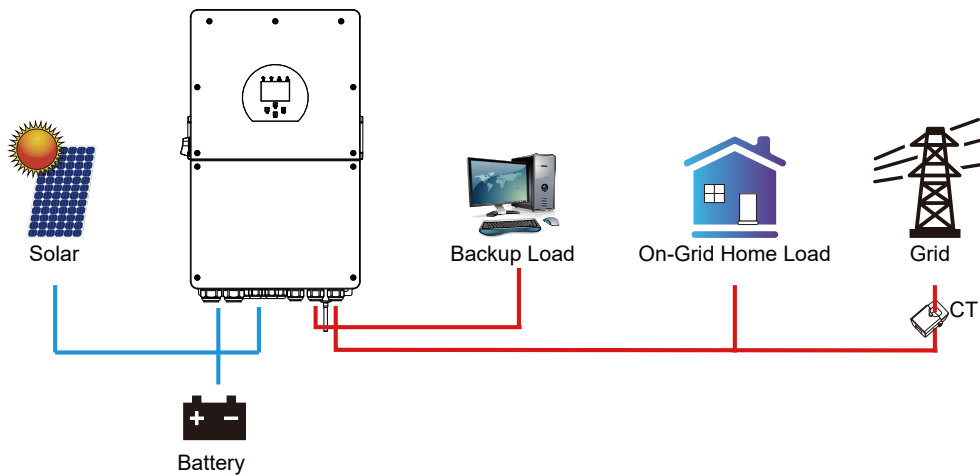 Solar
Backup Load
On-Grid Home Load
Grid
CT
+ −
Battery